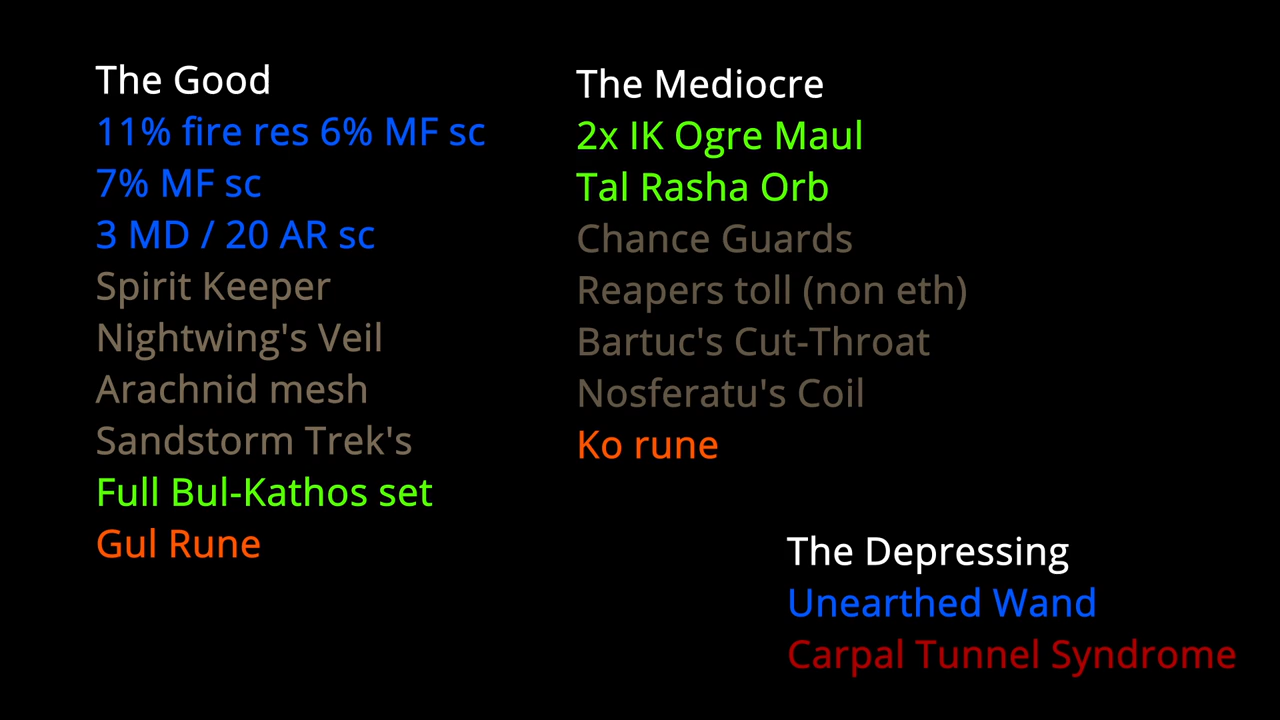 The Good
11% fire res 6% MF sc
7% MF sc
3 MD / 20 AR sc
Spirit Keeper
Nightwing's Veil
Arachnid mesh
Sandstorm Trek's
Full Bul-Kathos set
Gul Rune
The Mediocre
2x IK Ogre Maul
Tal Rasha Orb
Chance Guards
Reapers toll (non eth)
Bartuc's Cut-Throat
Nosferatu's Coil
Ko rune
The Depressing
Unearthed Wand
Carpal Tunnel Syndrome